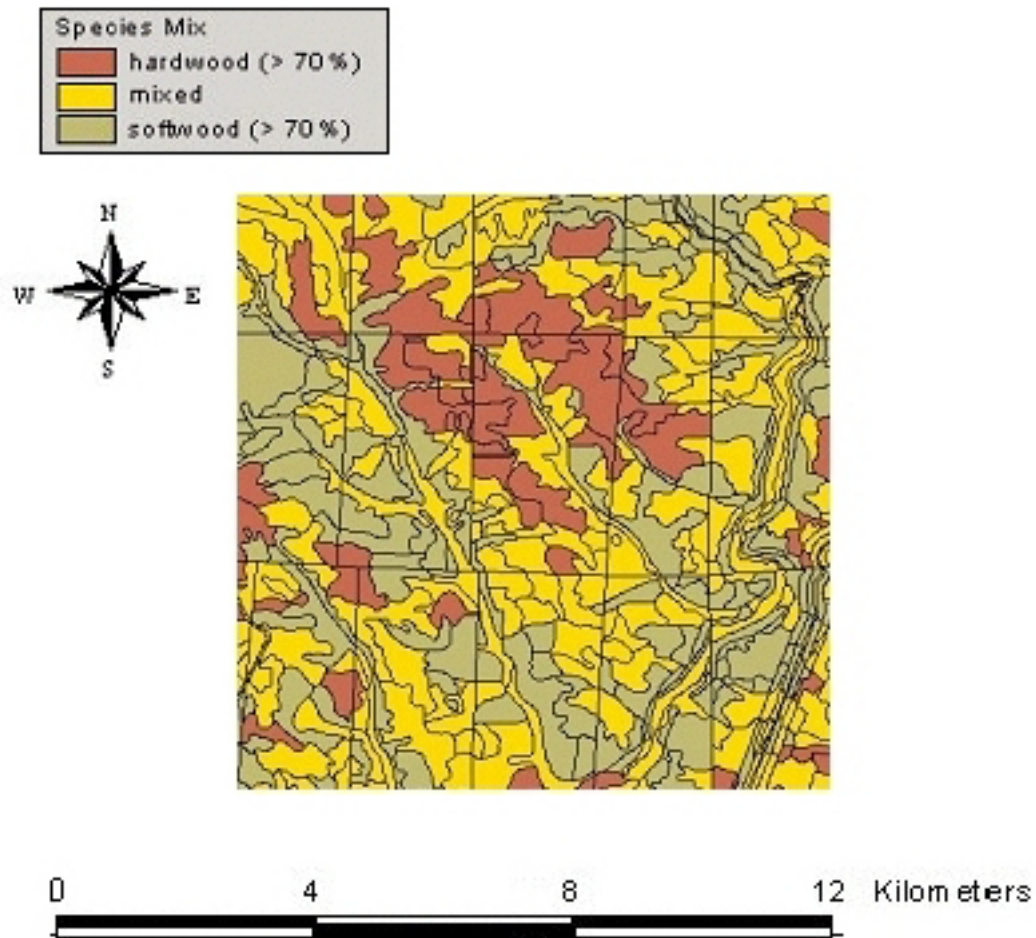 Species Mix
hardwood (> 70 %)
mixed
softwood (> 70 %)
N
W E
S
0 4 8 12 Kilometers